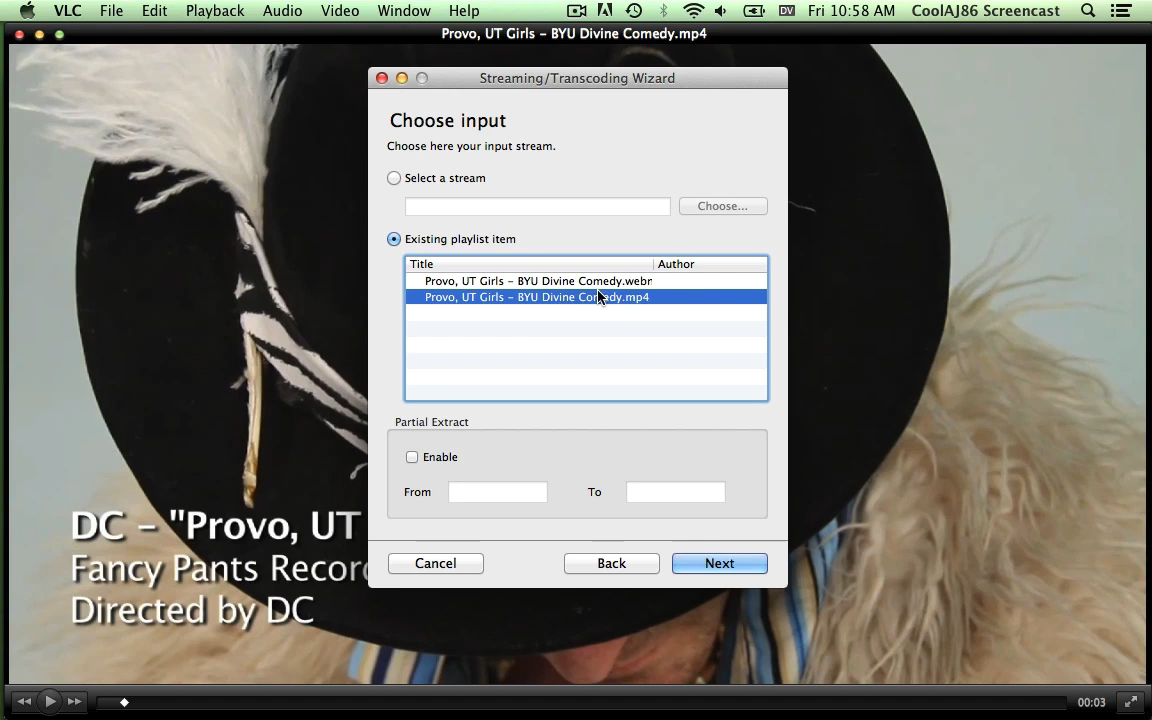 VLC File Edit Playback Audio Video Window Help DV Fri 10:58 AM CoolAJ86 Screencast
Provo, UT Girls – BYU Divine Comedy.mp4
Streaming/Transcoding Wizard
Choose input
Choose here your input stream.
Select a stream
Choose...
Existing playlist item
Title Author
Provo, UT Girls – BYU Divine
Provo, UT Girls – BYU Divine Comedy.mp4
Partial Extract
Enable
From To
DC – "Provo, UT
Fancy Pants Record
Directed by DC
Cancel Back Next
00:03